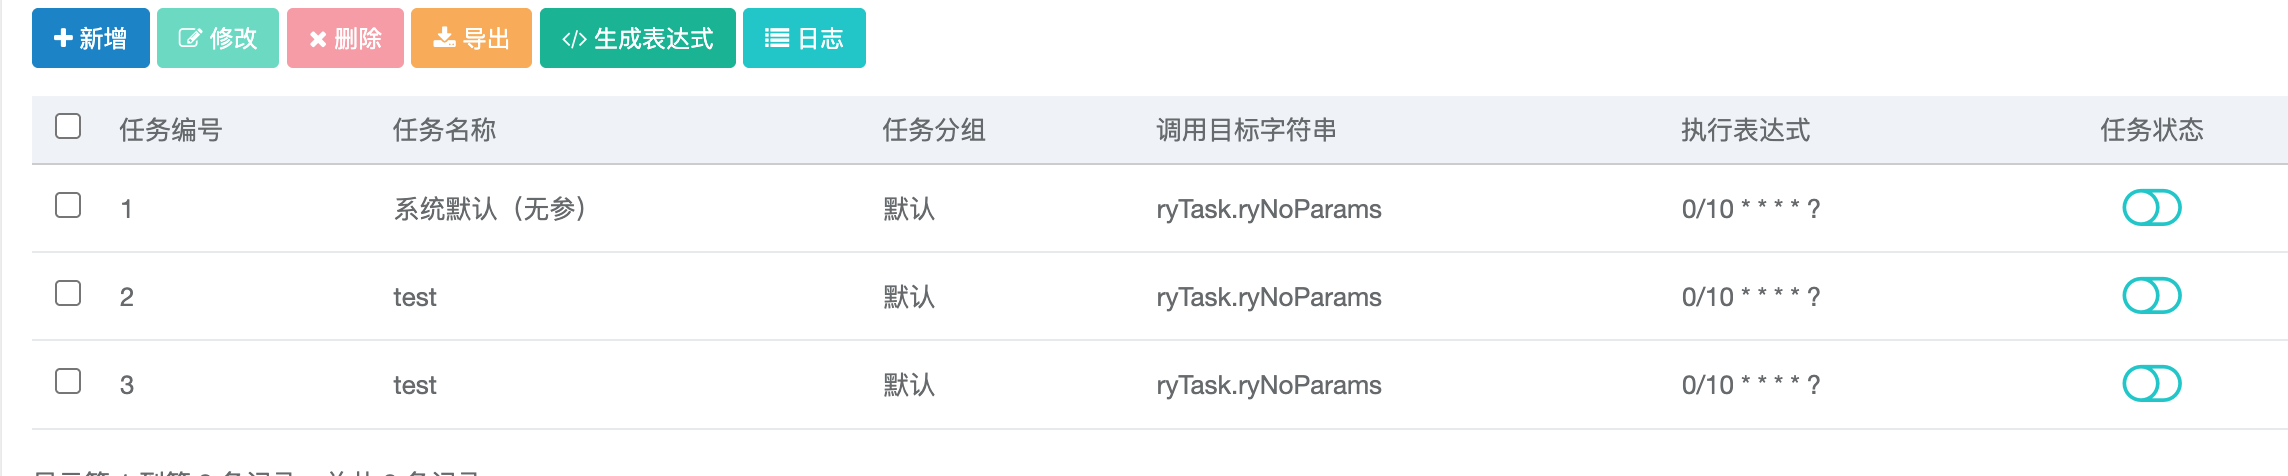 新增 修改 删除 导出 生成表达式 日志
任务编号 任务名称 任务分组 调用目标字符串 执行表达式 任务状态
1 系统默认（无参） 默认 ryTask.ryNoParams 0/10 * * * * ?
2 test 默认 ryTask.ryNoParams 0/10 * * * * ?
3 test 默认 ryTask.ryNoParams 0/10 * * * * ?